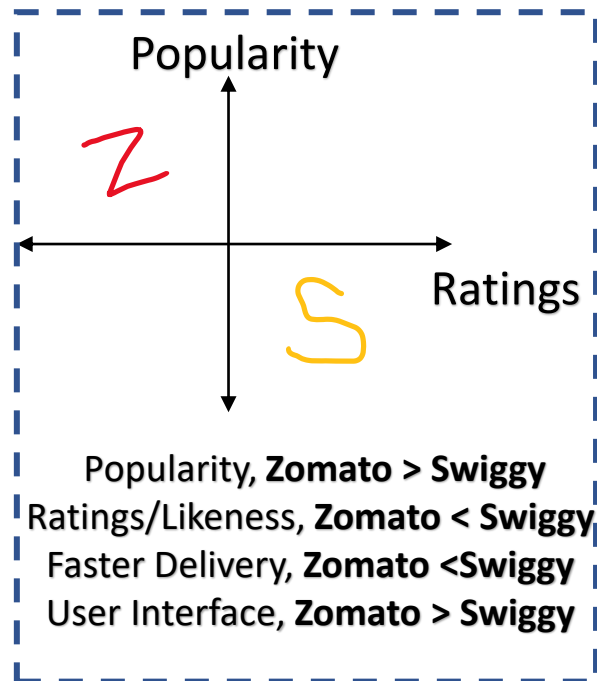 Popularity
Z
Ratings
S
Popularity, Zomato > Swiggy
Ratings/Likeness, Zomato < Swiggy
Faster Delivery, Zomato <Swiggy
User Interface, Zomato > Swiggy